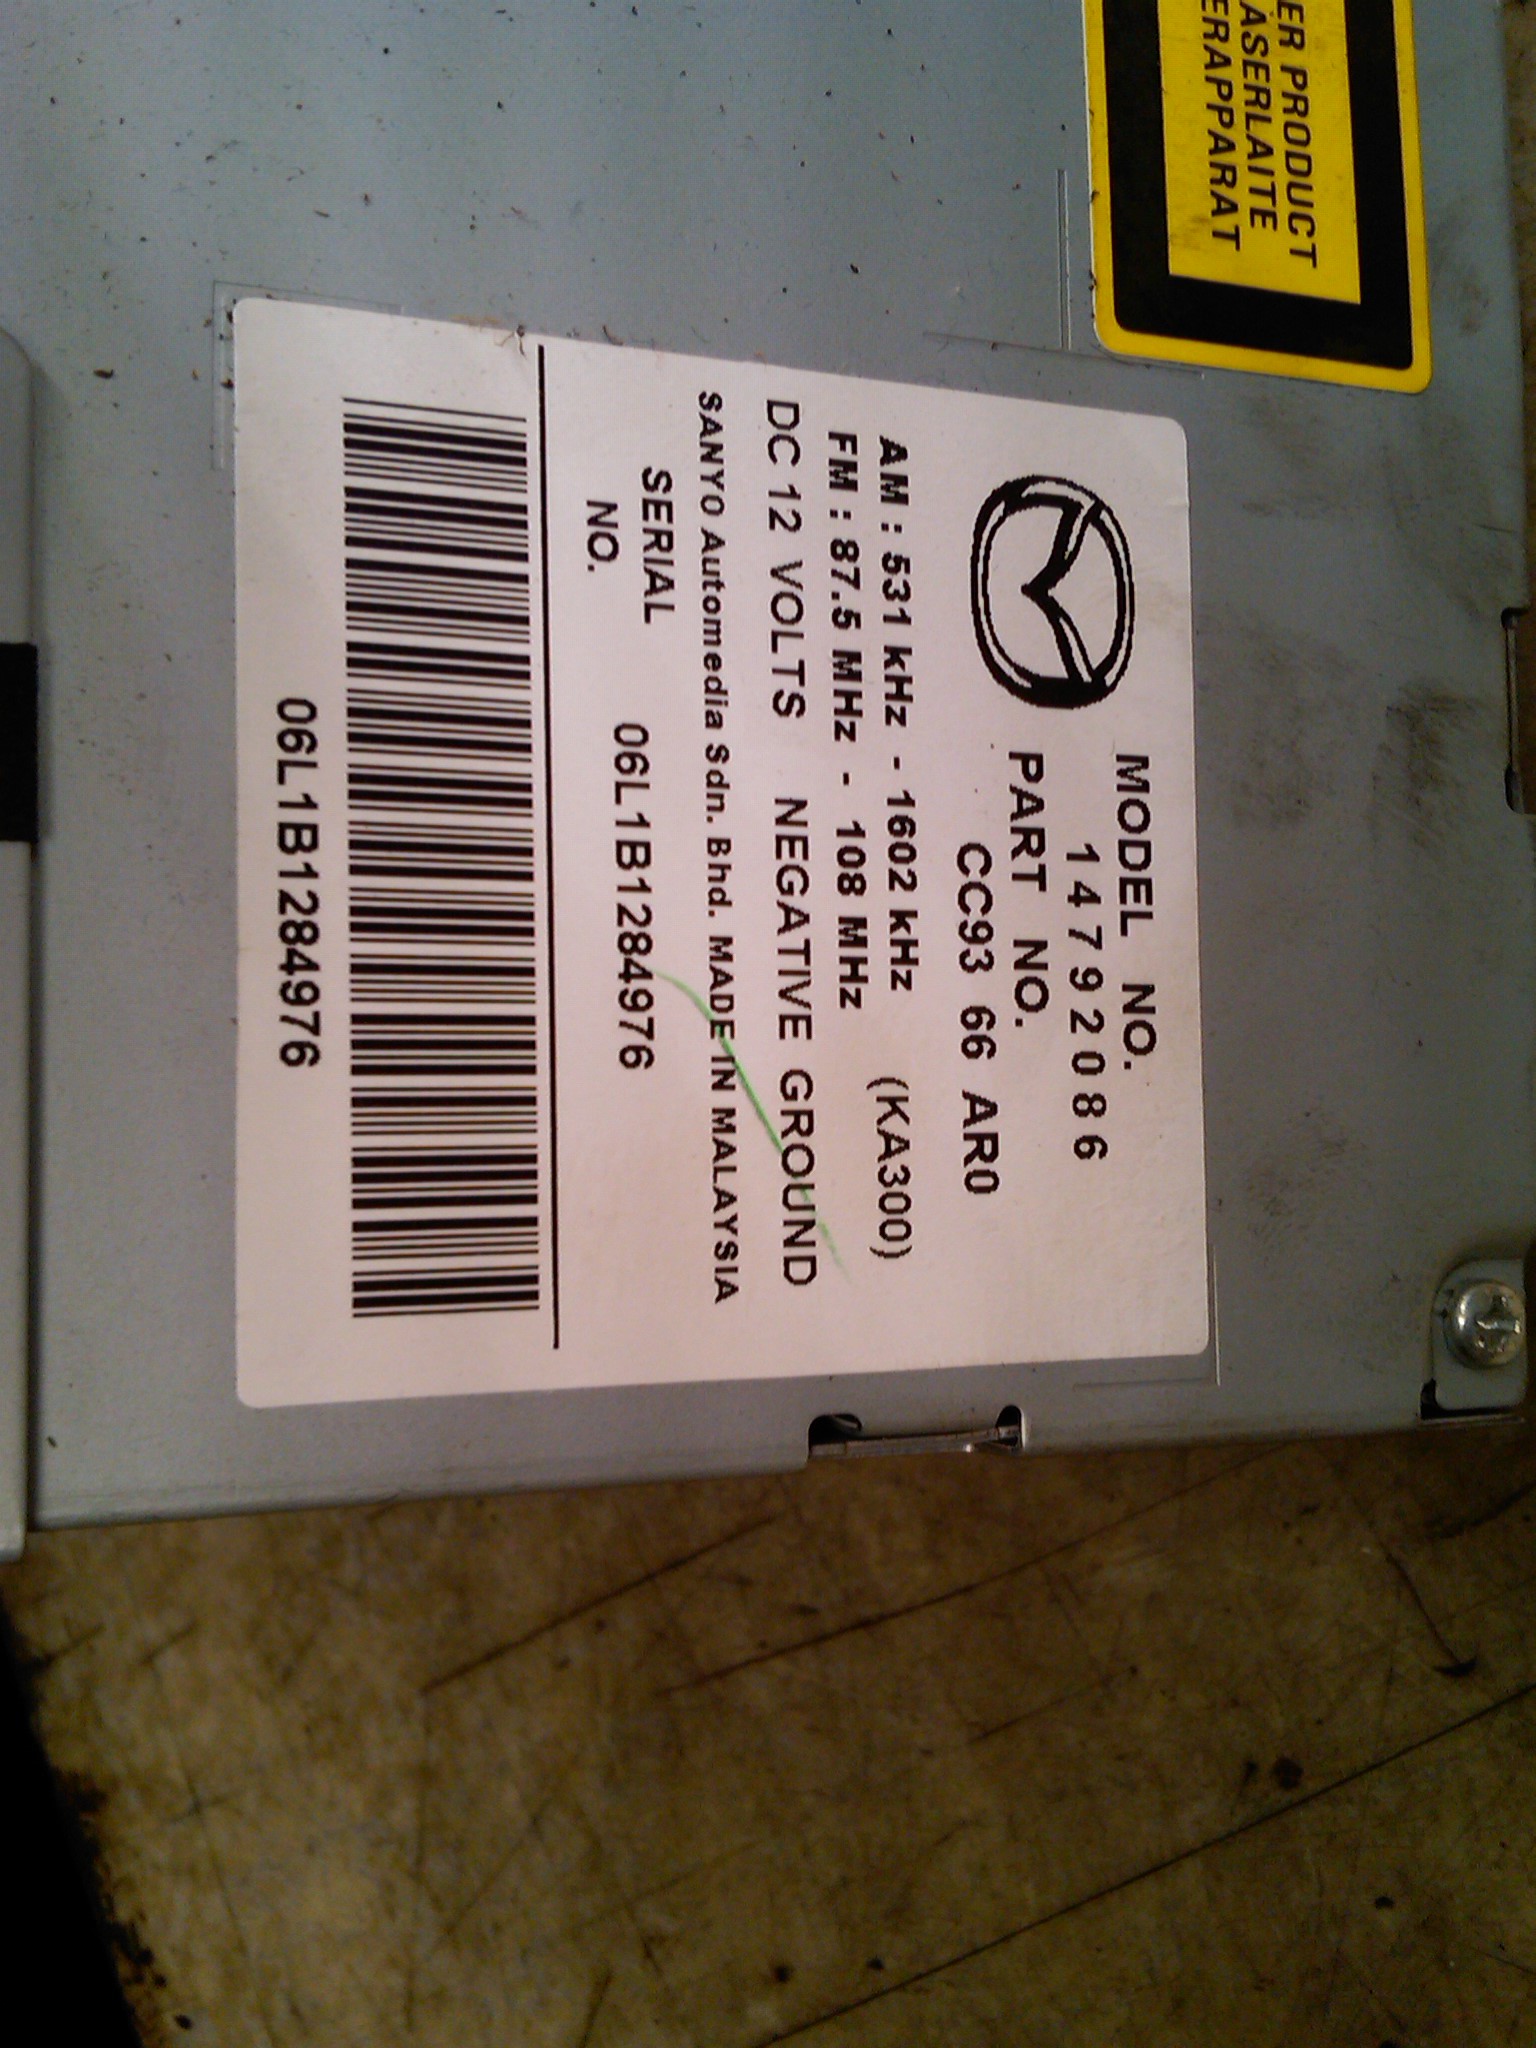 ER PRODUCT
ASERLAITE
ERAPPARAT
MODEL NO.
14792086
PART NO.
CC93 66 AR0
AM : 531 kHz - 1602 kHz (KA300)
FM : 87.5 MHz - 108 MHz
DC 12 VOLTS NEGATIVE GROUND
SANYO Automedia Sdn. Bhd. MADE IN MALAYSIA
SERIAL
NO.
06L1B1284976
06L1B1284976